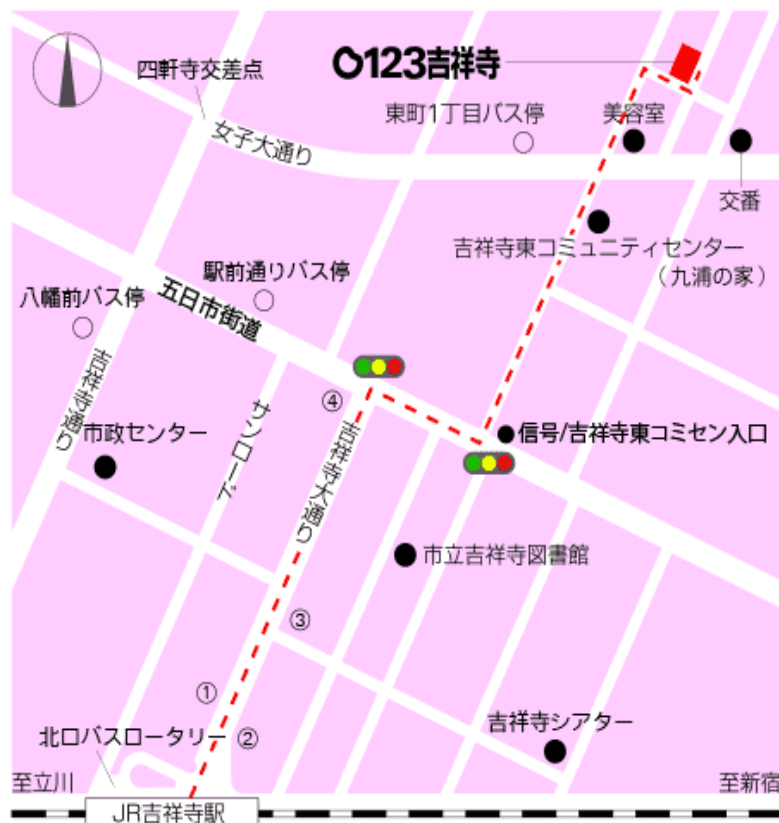 123吉祥寺
四軒寺交差点
東町1丁目バス停
美容室
女子大通り
交番
吉祥寺東コミュニティセンター
（九浦の家）
駅前通りバス停
八幡前バス停
五日市街道
吉祥寺通り
④
サンロード
吉祥寺大通り
信号/吉祥寺東コミセン入口
市政センター
市立吉祥寺図書館
③
①
②
吉祥寺シアター
北口バスロータリー
至立川
至新宿
JR吉祥寺駅